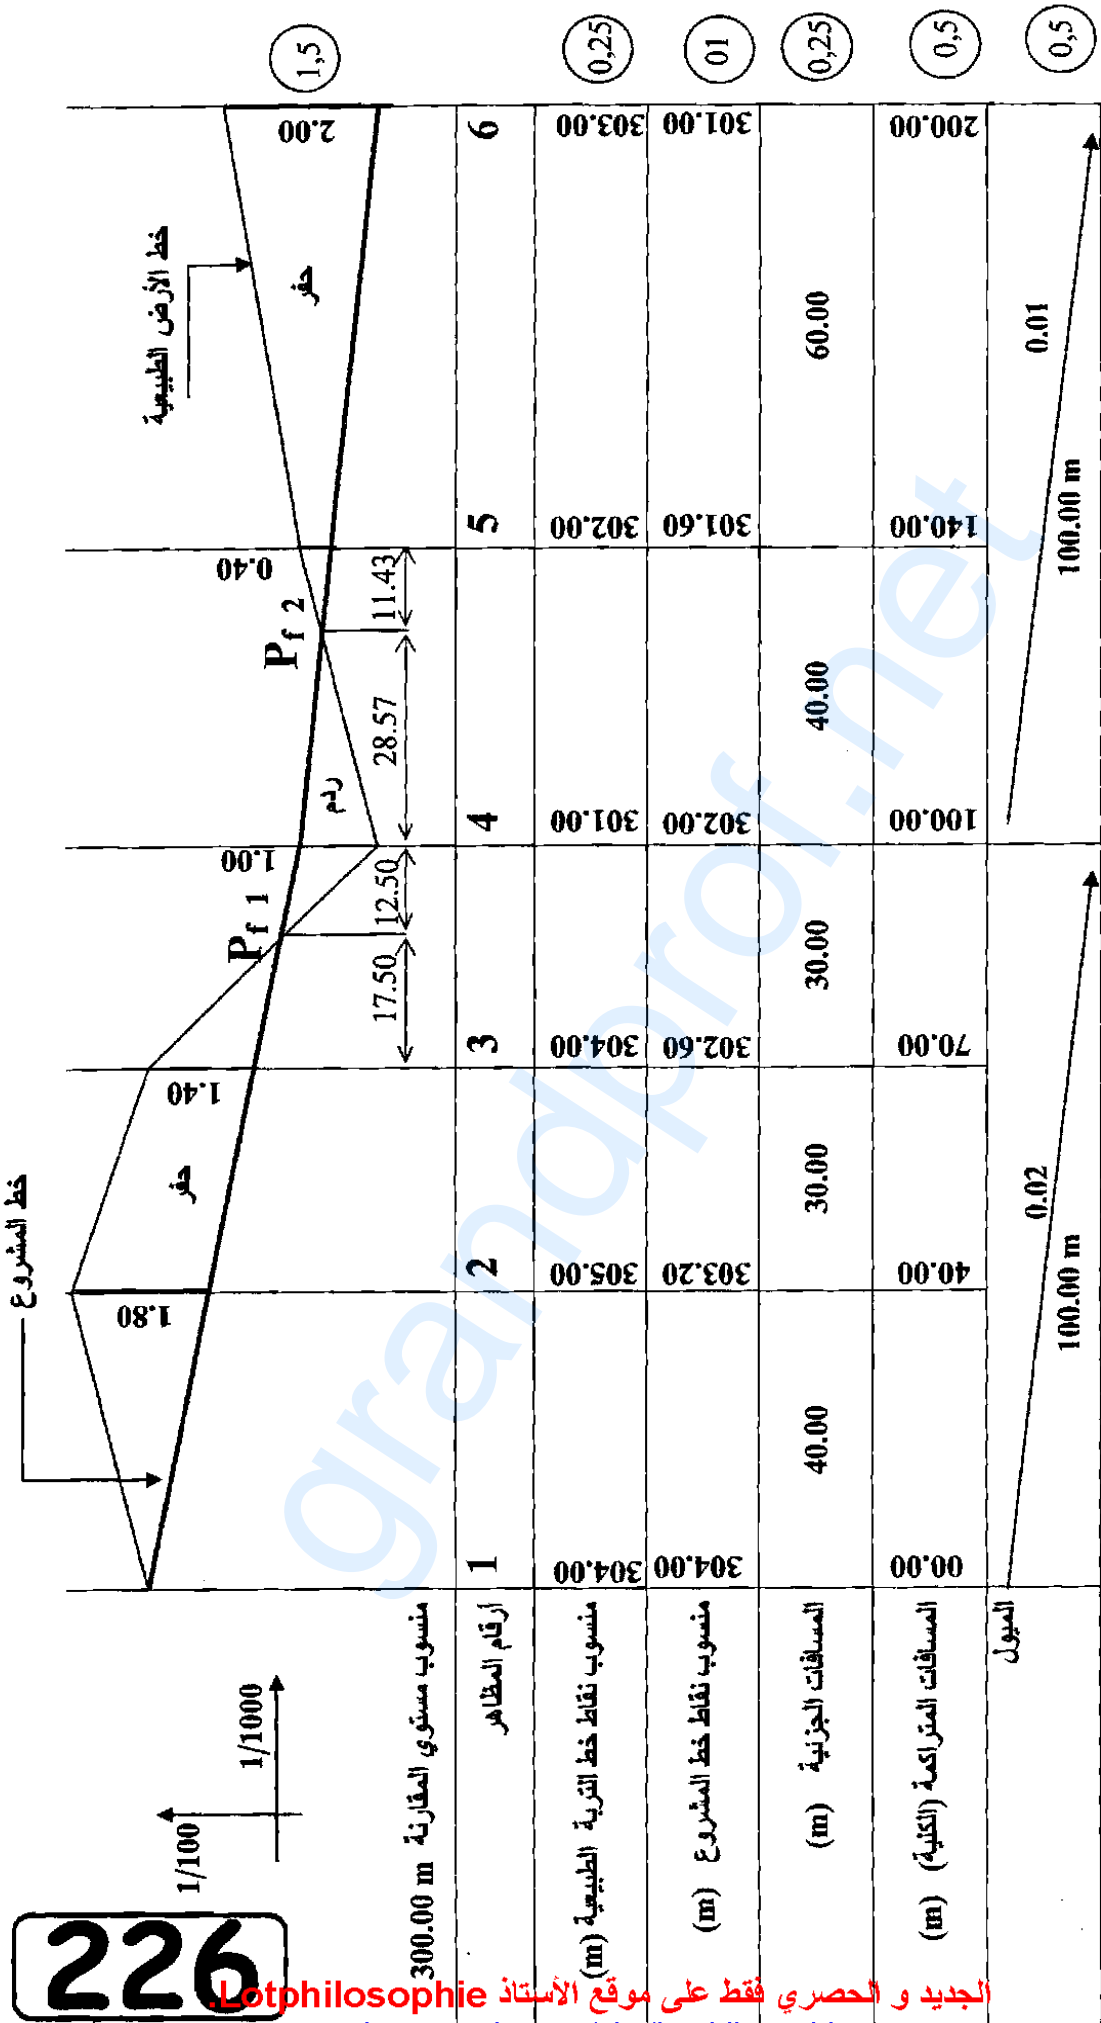 226
1/100
1/1000
خط المشروع
خط الأرض الطبيعية
1.80
حفر
1.40
P f 1
1.00
ردم
P f 2
0.40
حفر
2.00
1,5
17.50
12.50
28.57
11.43
منسوب مستوي المقارنة 300.00 m
أرقام المظاهر
1
2
3
4
5
6
منسوب نقاط خط التربة الطبيعية (m)
304.00
305.00
304.00
301.00
302.00
303.00
0,25
منسوب نقاط خط المشروع (m)
304.00
303.20
302.60
302.00
301.60
301.00
01
المسافات الجزئية (m)
40.00
30.00
30.00
40.00
60.00
0,25
المسافات المتراكمة (الكلية) (m)
00.00
40.00
70.00
100.00
140.00
200.00
0,5
الميول
0.02
100.00 m
0.01
100.00 m
0,5
grandprof.net
الجديد و الحصري فقط على موقع الأستاذ Lotphilosophie.